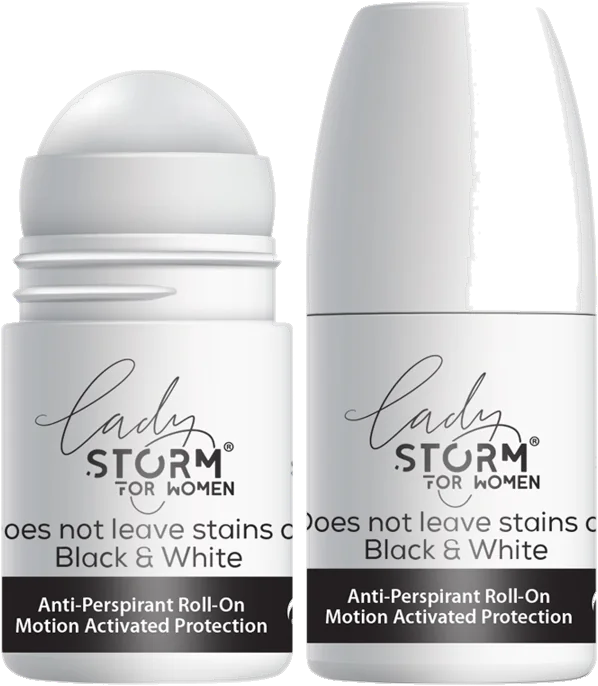 lady
STORM®
FOR WOMEN
oes not leave stains o
Black & White
Anti-Perspirant Roll-On
Motion Activated Protection
lady
STORM®
FOR WOMEN
Does not leave stains o
Black & White
Anti-Perspirant Roll-On
Motion Activated Protection